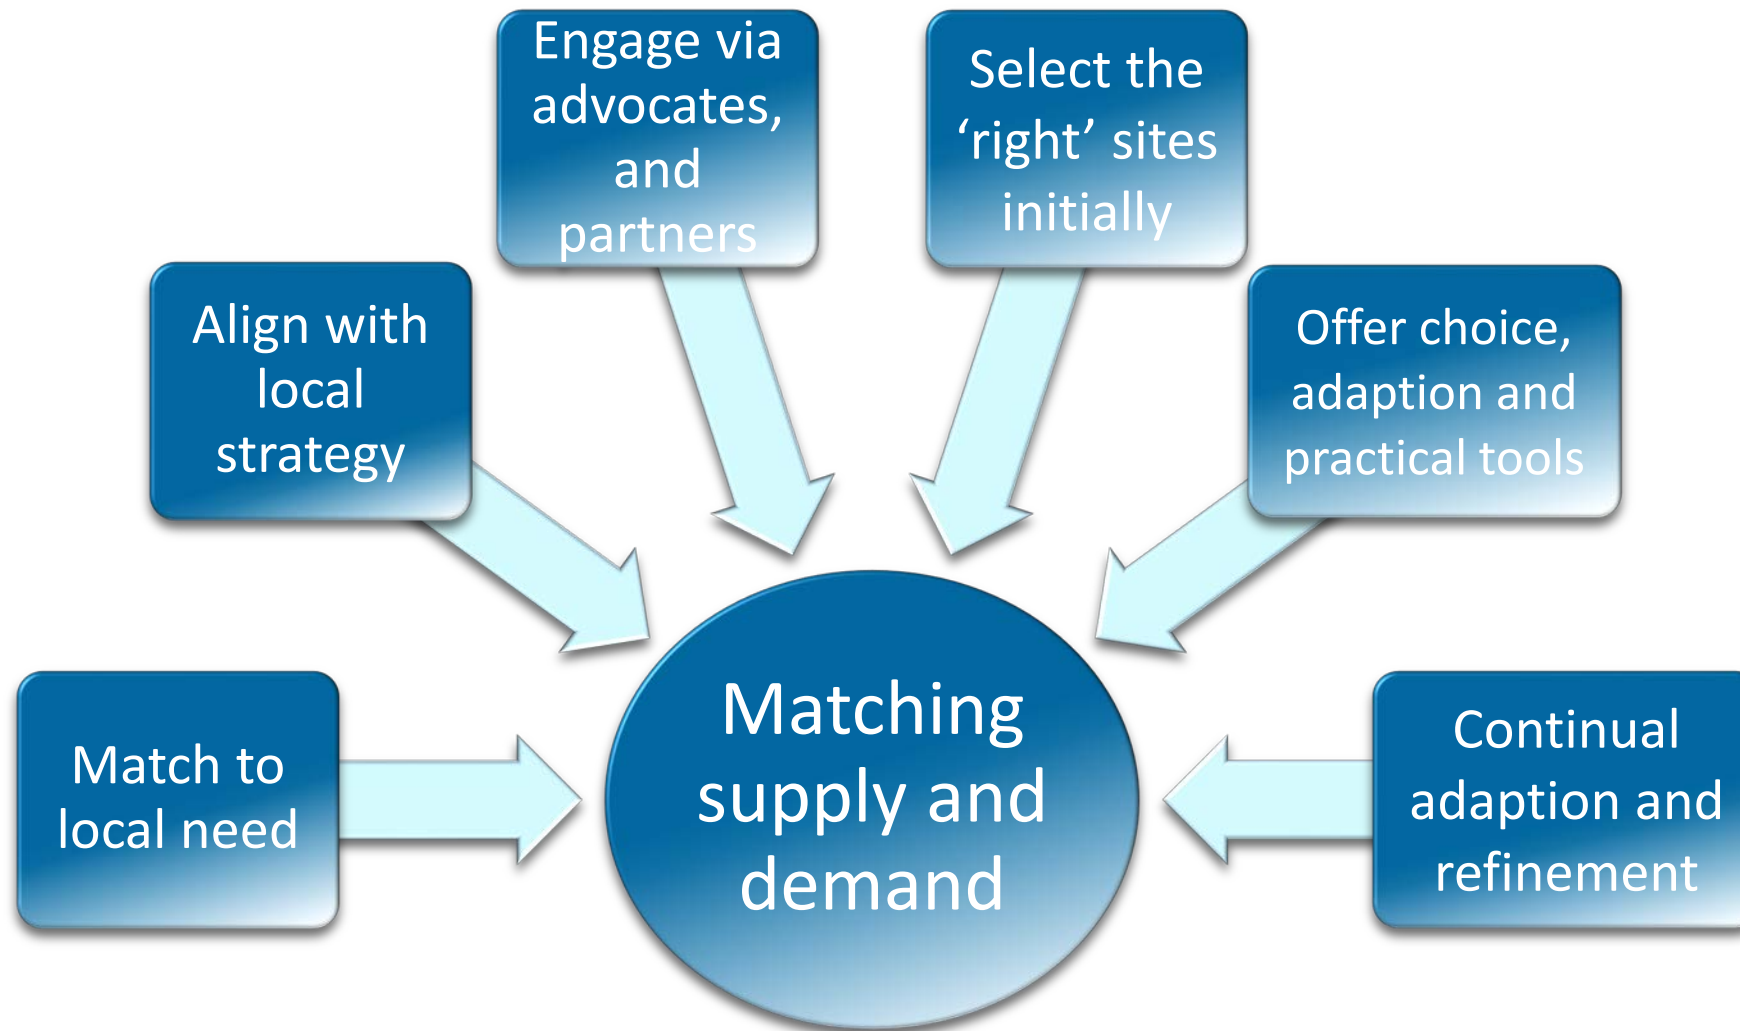 Engage via
advocates,
and
partners
Select the
‘right’ sites
initially
Align with
local
strategy
Offer choice,
adaption and
practical tools
Match to
local need
Matching
supply and
demand
Continual
adaption and
refinement